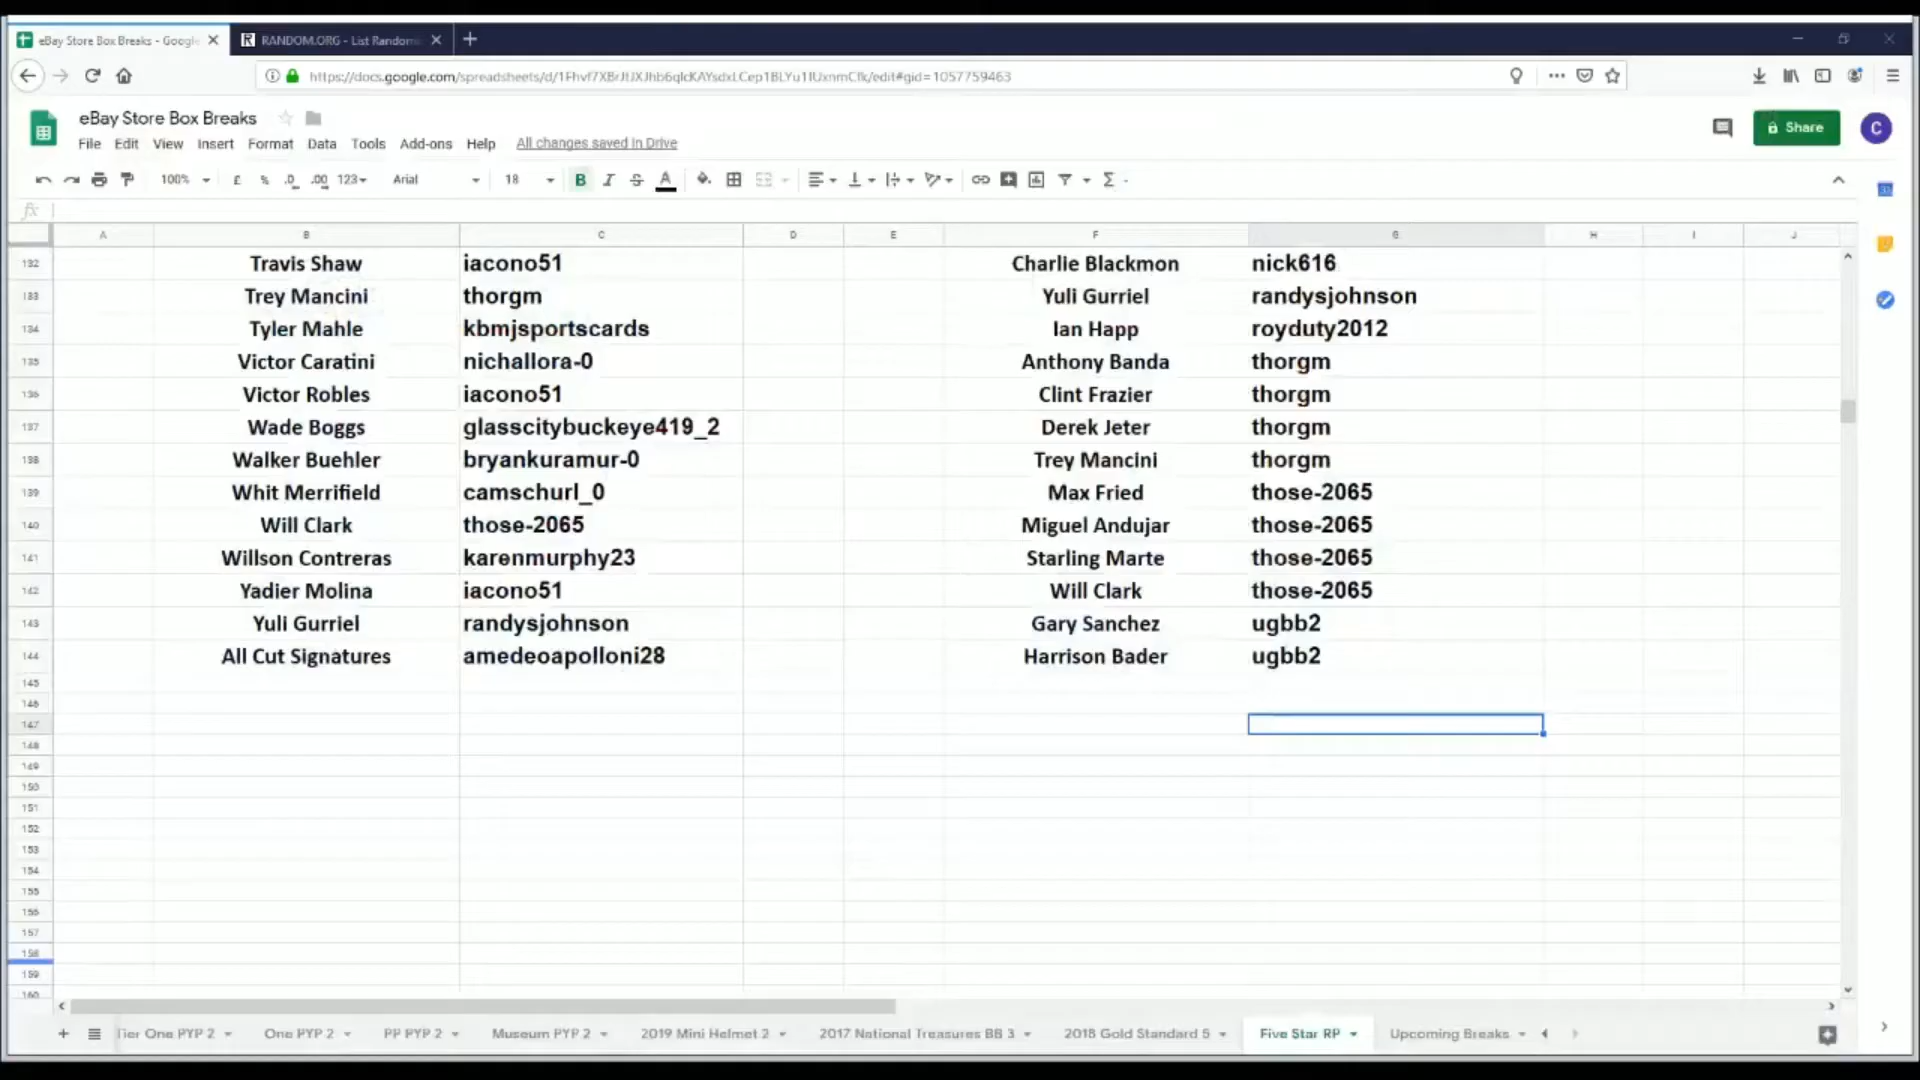 eBay Store Box Breaks - Googl
RANDOM.ORG - List Random
https://docs.google.com/spreadsheets/d/
/edit#gid=1057759463
eBay Store Box Breaks
Share
C
File Edit View Insert Format Data Tools Add-ons Help All changes saved in Drive
100% £ % .0 .00 123 Arial 18 B I S A
fx
A B C D E F G H I J
132 Travis Shaw iacono51 Charlie Blackmon nick616
133 Trey Mancini thorgm Yuli Gurriel randysjohnson
134 Tyler Mahle kbmjsportscards Ian Happ royduty2012
135 Victor Caratini nichallora-0 Anthony Banda thorgm
136 Victor Robles iacono51 Clint Frazier thorgm
137 Wade Boggs glasscitybuckeye419_2 Derek Jeter thorgm
138 Walker Buehler bryankuramur-0 Trey Mancini thorgm
139 Whit Merrifield camschurl_0 Max Fried those-2065
140 Will Clark those-2065 Miguel Andujar those-2065
141 Willson Contreras karenmurphy23 Starling Marte those-2065
142 Yadier Molina iacono51 Will Clark those-2065
143 Yuli Gurriel randysjohnson Gary Sanchez ugbb2
144 All Cut Signatures amedeoapolloni28 Harrison Bader ugbb2
145
146
147
148
149
150
151
152
153
154
155
156
157
158
159
160
Tier One PYP 2 One PYP 2 PP PYP 2 Museum PYP 2 2019 Mini Helmet 2 2017 National Treasures BB 3 2018 Gold Standard 5 Five Star RP Upcoming Breaks